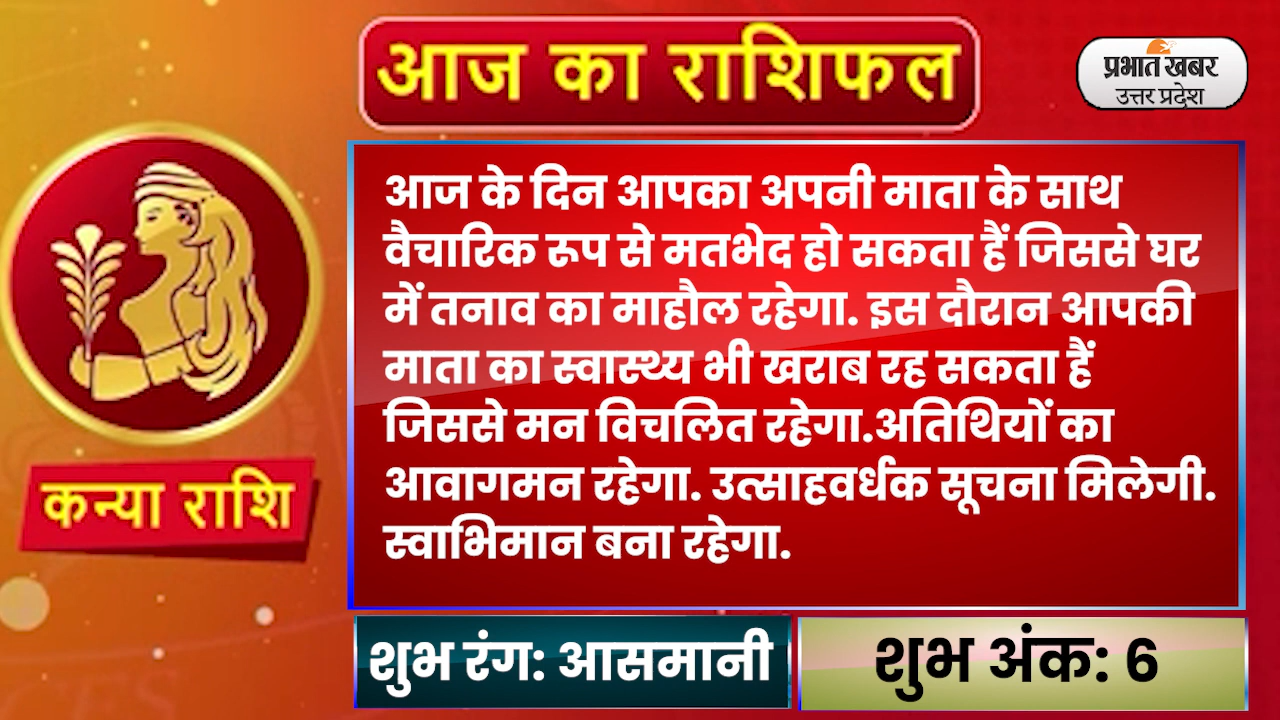 आज का राशिफल
प्रभात खबर
उत्तर प्रदेश
आज के दिन आपका अपनी माता के साथ
वैचारिक रूप से मतभेद हो सकता हैं जिससे घर
में तनाव का माहौल रहेगा. इस दौरान आपकी
माता का स्वास्थ्य भी खराब रह सकता हैं
जिससे मन विचलित रहेगा.अतिथियों का
आवागमन रहेगा. उत्साहवर्धक सूचना मिलेगी.
स्वाभिमान बना रहेगा.
कन्या राशि
शुभ रंग: आसमानी
शुभ अंक: 6